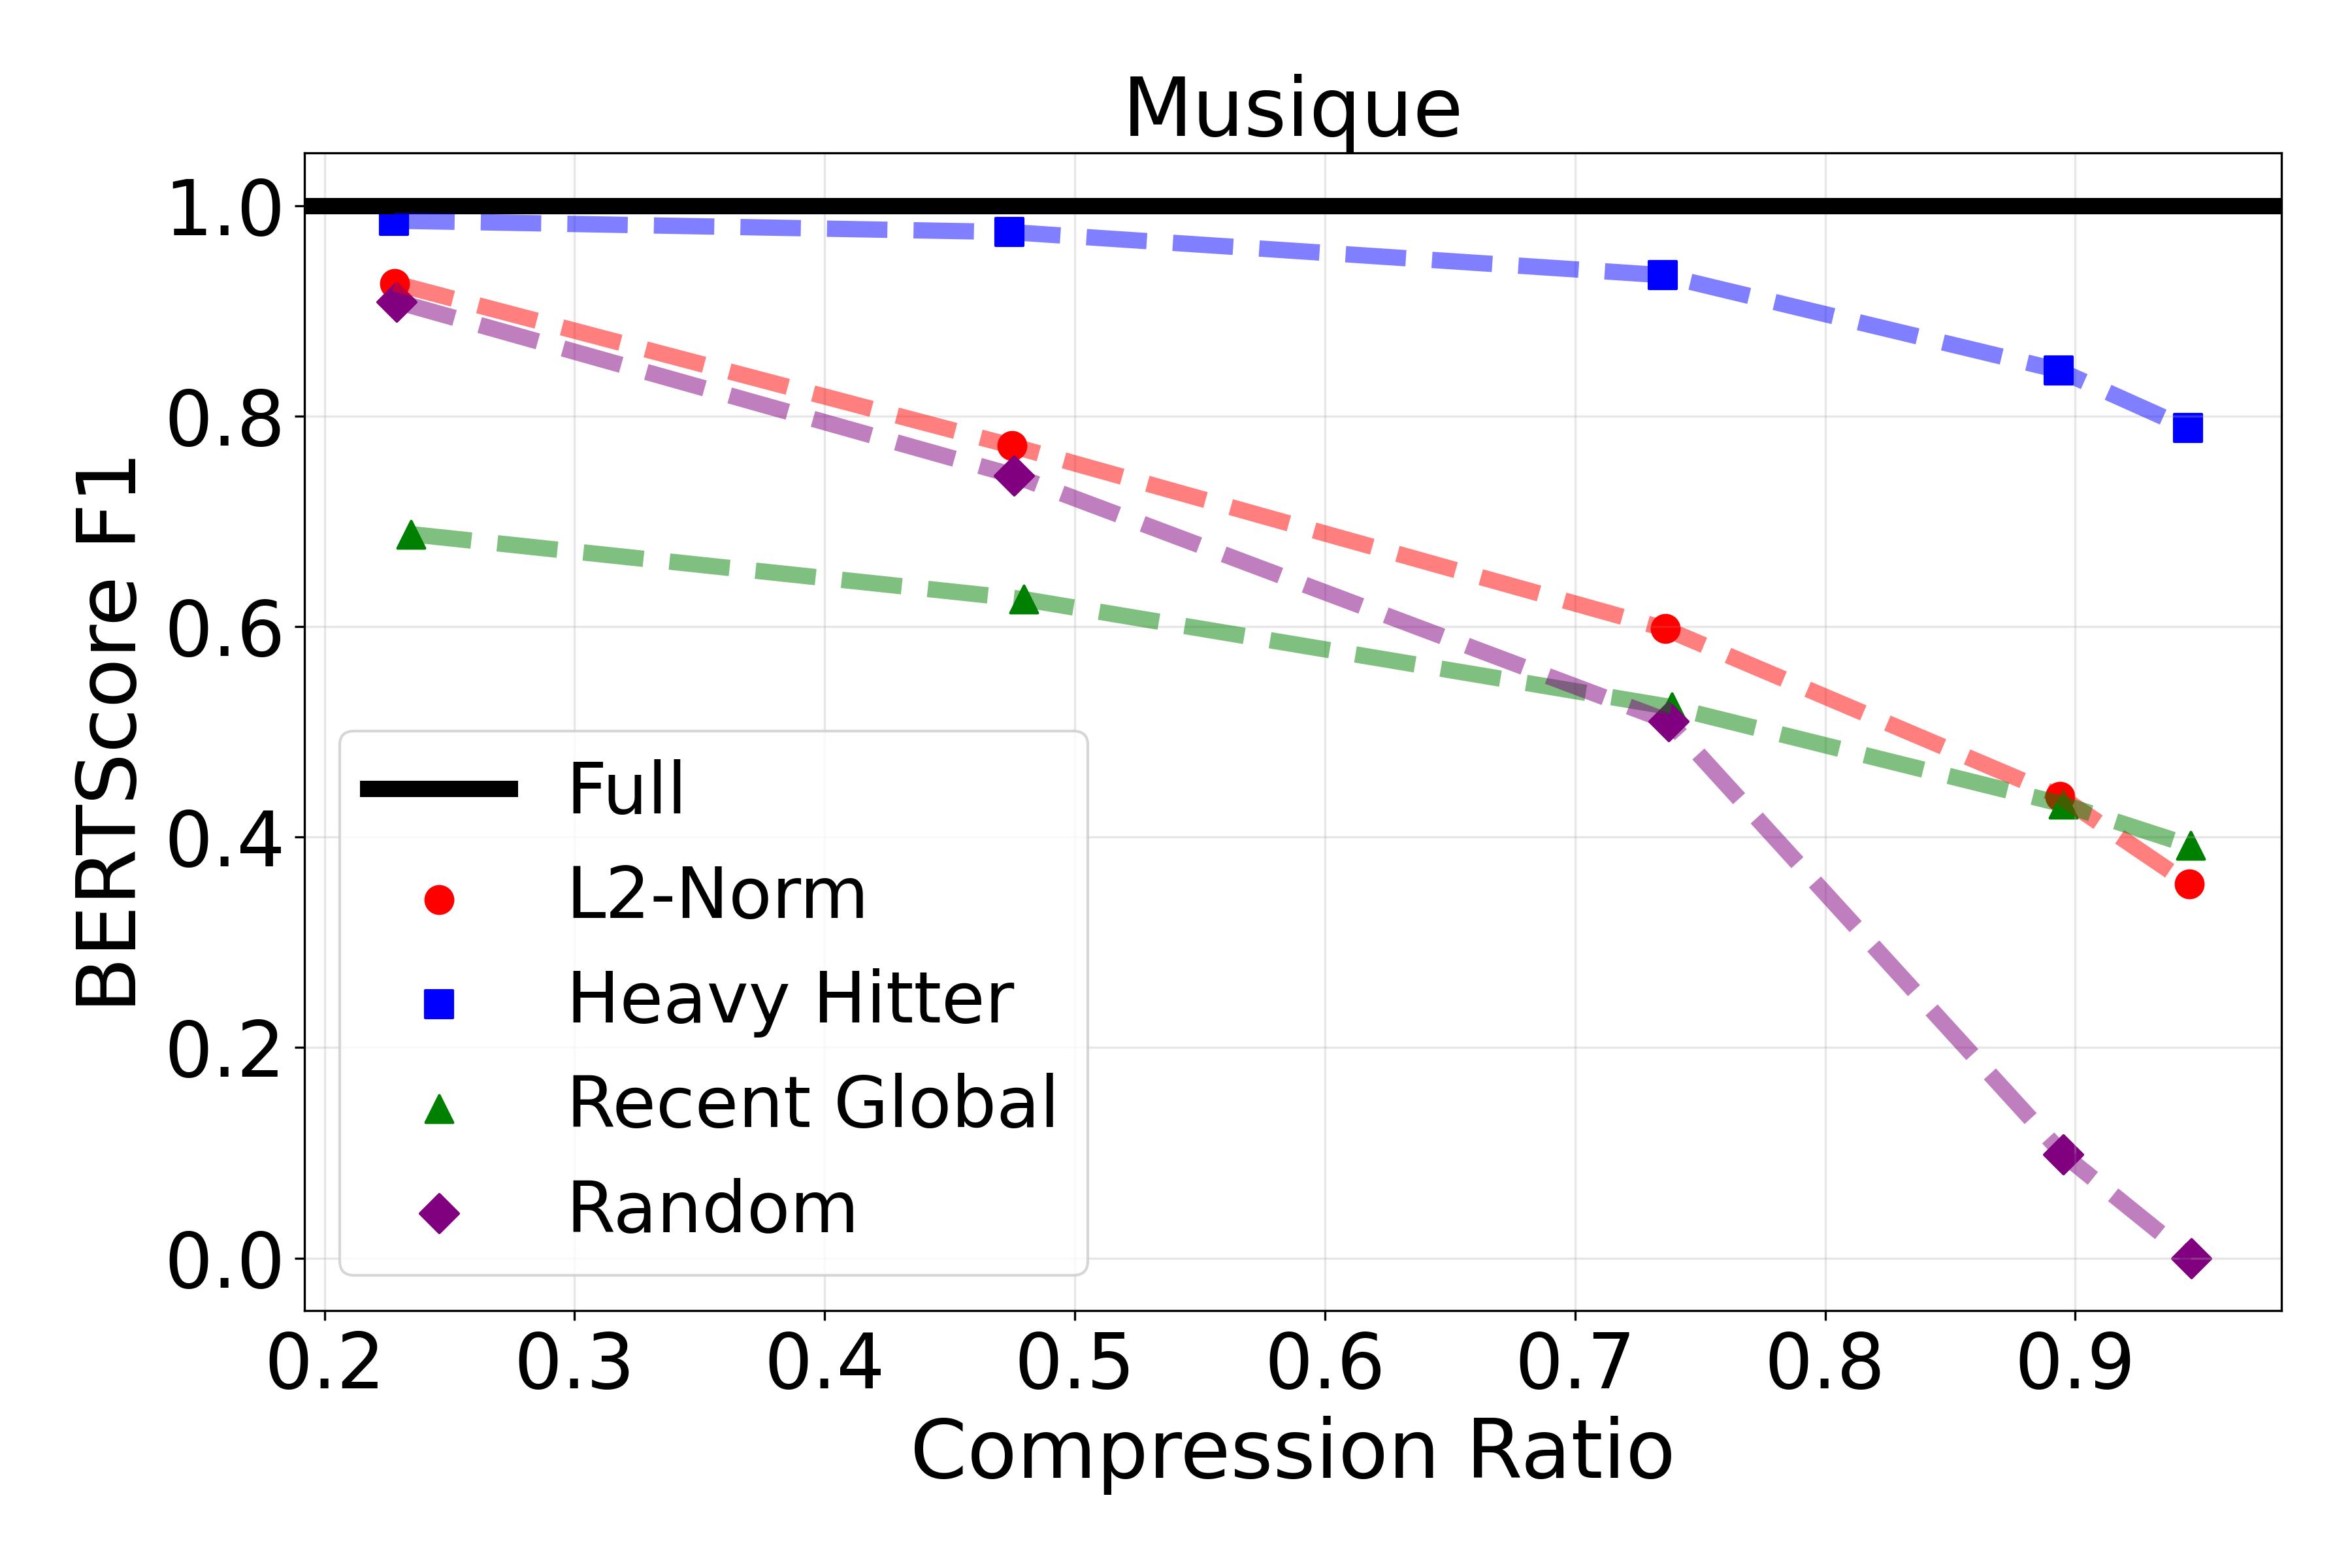 Musique
BERTScore F1
1.0
0.8
0.6
0.4
0.2
0.0
Full
L2-Norm
Heavy Hitter
Recent Global
Random
0.2 0.3 0.4 0.5 0.6 0.7 0.8 0.9
Compression Ratio